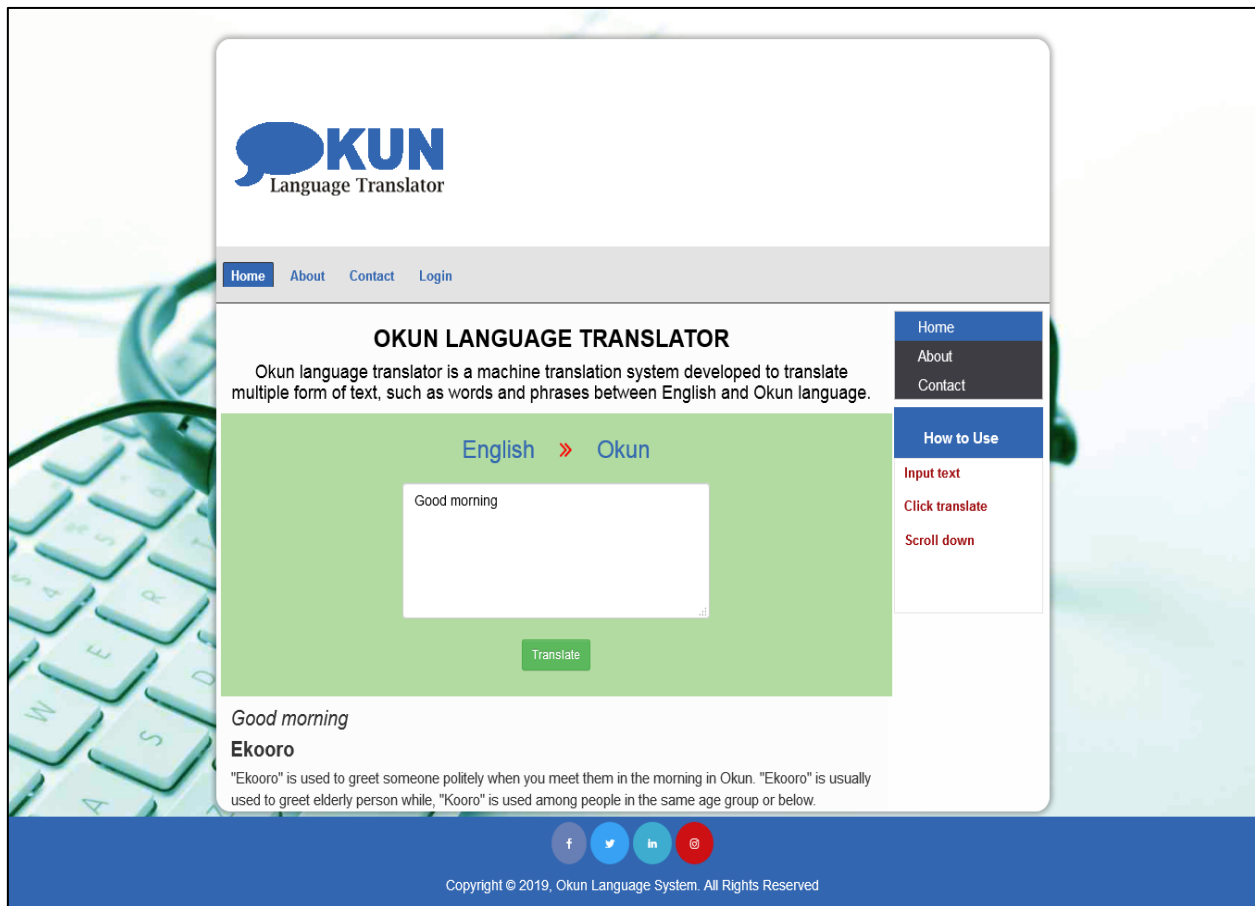 OKUN
Language Translator
Home About Contact Login
OKUN LANGUAGE TRANSLATOR
Okun language translator is a machine translation system developed to translate
multiple form of text, such as words and phrases between English and Okun language.
English » Okun
Good morning
Translate
Good morning
Ekooro
"Ekooro" is used to greet someone politely when you meet them in the morning in Okun. "Ekooro" is usually
used to greet elderly person while, "Kooro" is used among people in the same age group or below.
Home
About
Contact
How to Use
Input text
Click translate
Scroll down
Copyright © 2019, Okun Language System. All Rights Reserved